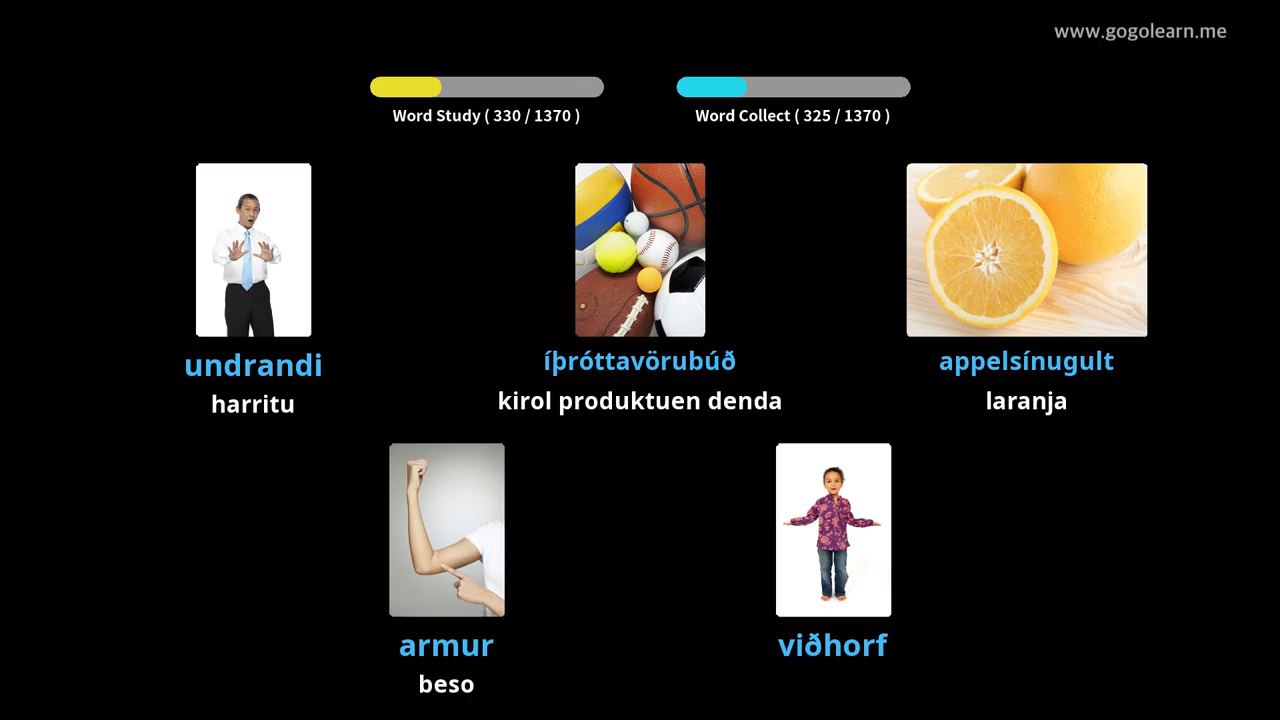 www.gogolearn.me
Word Study ( 330 / 1370 )
Word Collect ( 325 / 1370 )
undrandi
harritu
íþróttavörubúð
kirol produktuen denda
appelsínugult
laranja
armur
beso
viðhorf